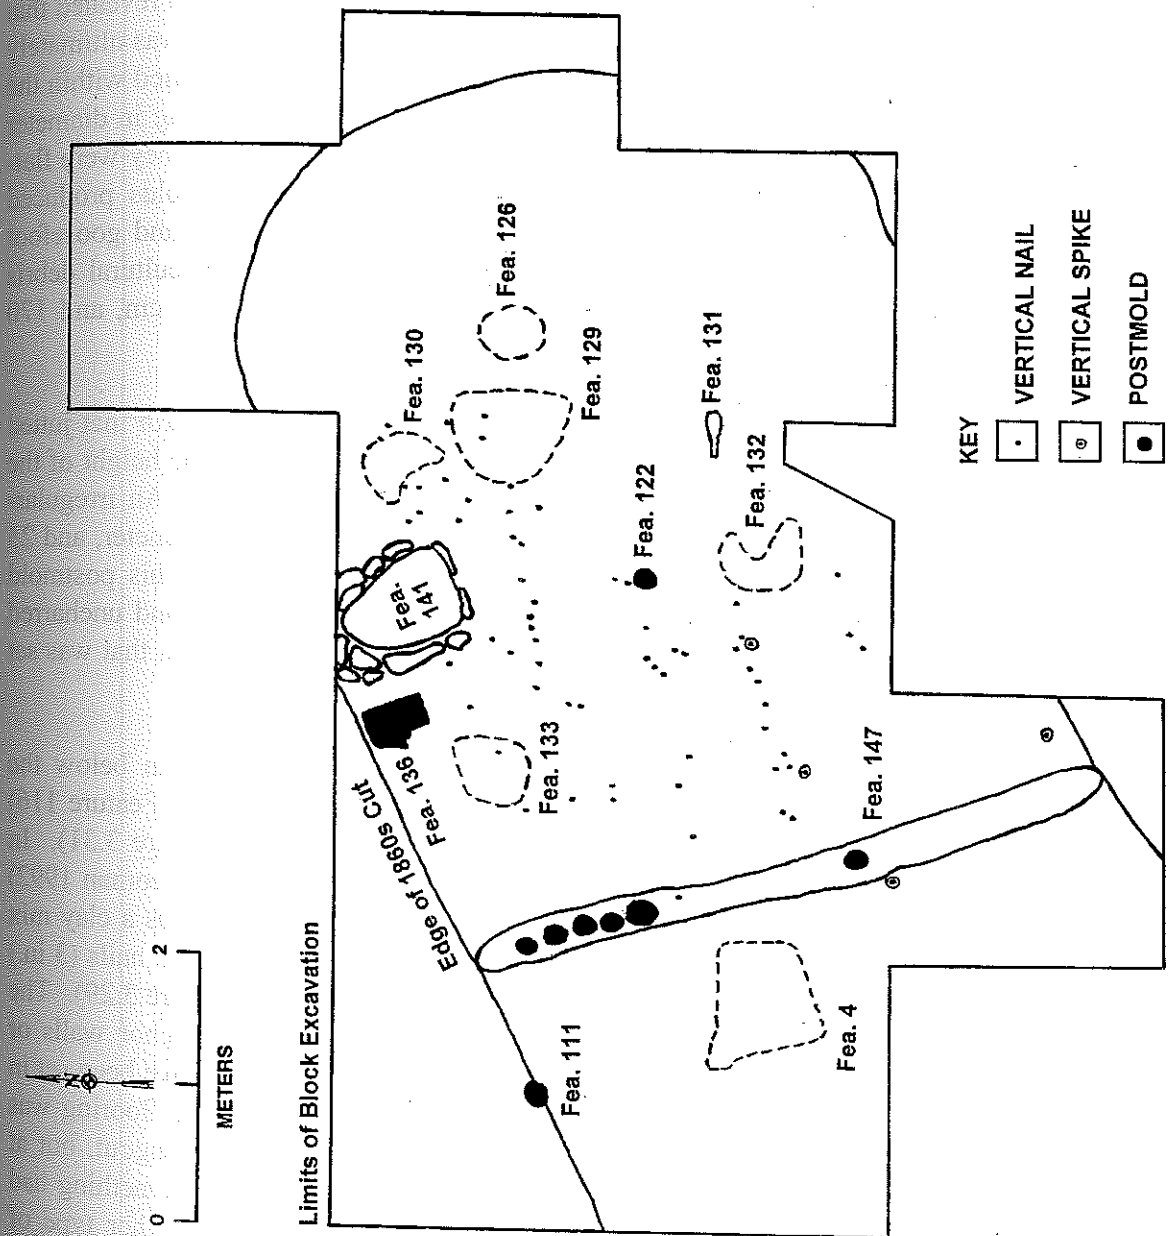 0
2
METERS
N
Limits of Block Excavation
Edge of 1860s Cut
Fea. 136
Fea. 141
Fea. 130
Fea. 126
Fea. 129
Fea. 131
Fea. 122
Fea. 132
Fea. 133
Fea. 147
Fea. 111
Fea. 4
KEY
VERTICAL NAIL
VERTICAL SPIKE
POSTMOLD